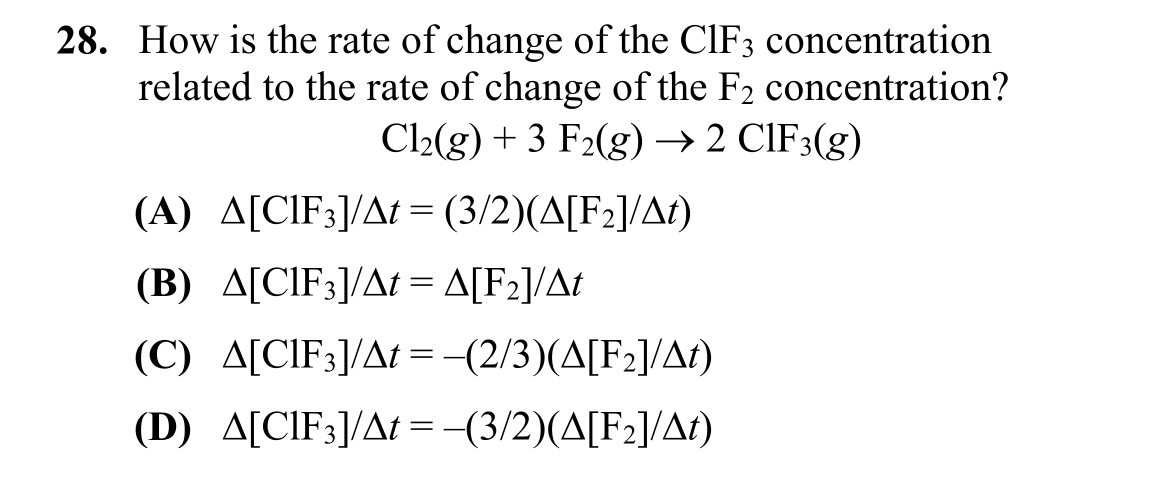 28. How is the rate of change of the ClF₃ concentration
related to the rate of change of the F₂ concentration?
Cl₂(g) + 3 F₂(g) → 2 ClF₃(g)
(A) Δ[ClF₃]/Δt = (3/2)(Δ[F₂]/Δt)
(B) Δ[ClF₃]/Δt = Δ[F₂]/Δt
(C) Δ[ClF₃]/Δt = –(2/3)(Δ[F₂]/Δt)
(D) Δ[ClF₃]/Δt = –(3/2)(Δ[F₂]/Δt)